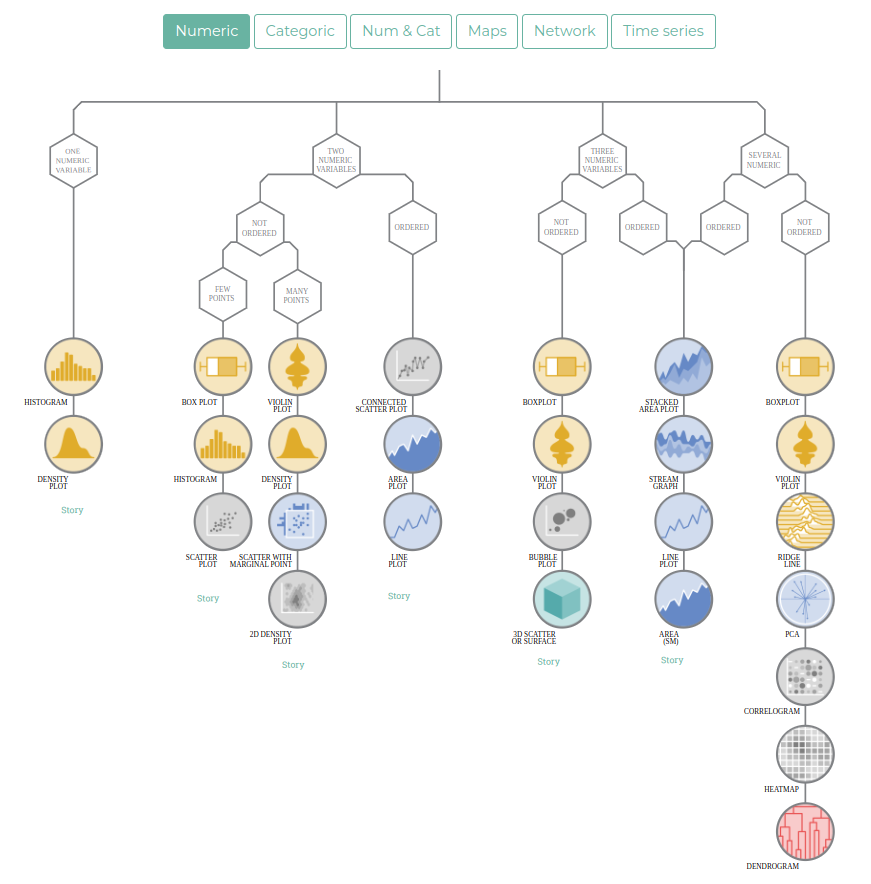 Numeric
Categoric
Num & Cat
Maps
Network
Time series
ONE
NUMERIC
VARIABLE
TWO
NUMERIC
VARIABLES
THREE
NUMERIC
VARIABLES
SEVERAL
NUMERIC
NOT
ORDERED
ORDERED
NOT
ORDERED
ORDERED
ORDERED
NOT
ORDERED
FEW
POINTS
MANY
POINTS
HISTOGRAM
BOX PLOT
VIOLIN
PLOT
CONNECTED
SCATTER PLOT
BOXPLOT
STACKED
AREA PLOT
BOXPLOT
DENSITY
PLOT
HISTOGRAM
DENSITY
PLOT
AREA
PLOT
VIOLIN
PLOT
STREAM
GRAPH
VIOLIN
PLOT
Story
SCATTER
PLOT
SCATTER WITH
MARGINAL POINT
LINE
PLOT
BUBBLE
PLOT
LINE
PLOT
RIDGE
LINE
Story
2D DENSITY
PLOT
Story
3D SCATTER
OR SURFACE
AREA
(SM)
PCA
Story
Story
Story
CORRELOGRAM
HEATMAP
DENDROGRAM